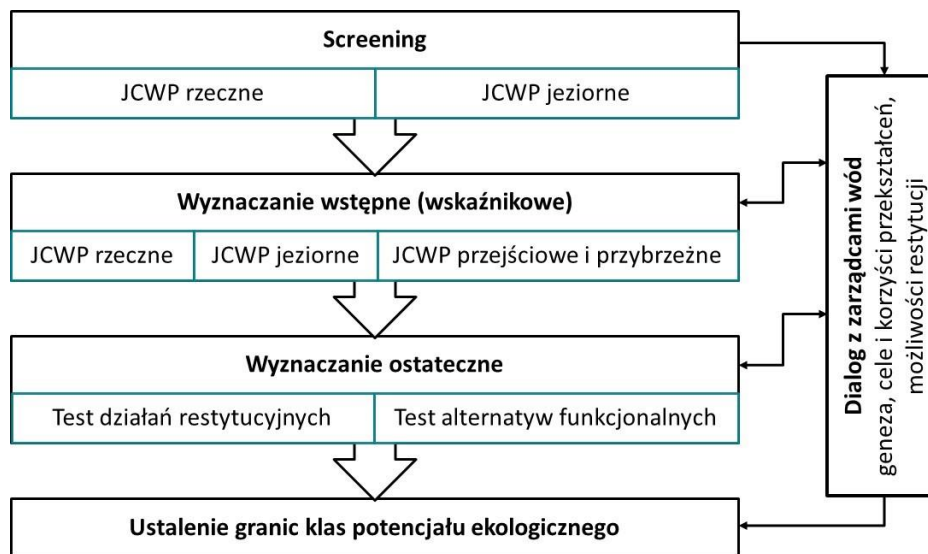 Screening
JCWP rzeczne
JCWP jeziorne
Wyznaczanie wstępne (wskaźnikowe)
JCWP rzeczne
JCWP jeziorne
JCWP przejściowe i przybrzeżne
Wyznaczanie ostateczne
Test działań restytucyjnych
Test alternatyw funkcjonalnych
Ustalenie granic klas potencjału ekologicznego
Dialog z zarządcami wód
geneza, cele i korzyści przekształceń,
możliwości restytucji